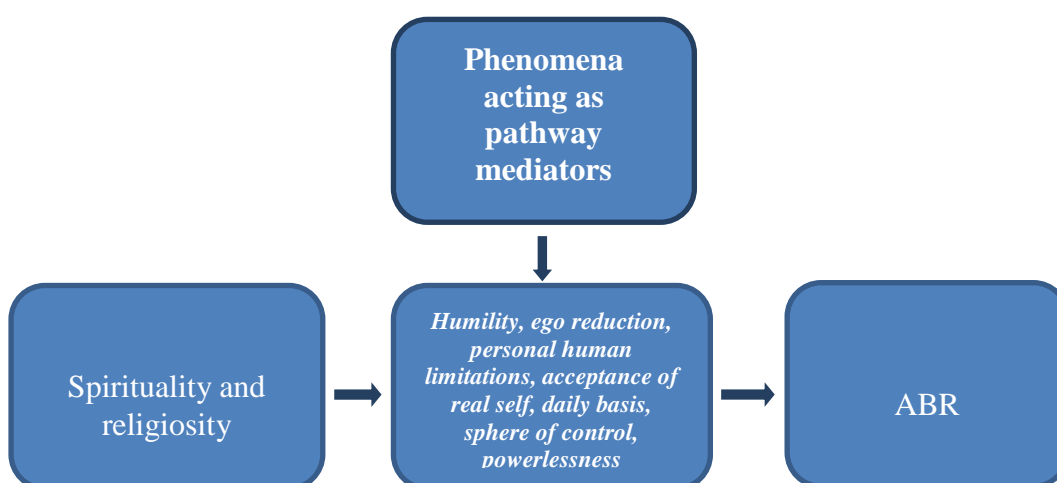 Phenomena
acting as
pathway
mediators
Spirituality and
religiosity
Humility, ego reduction,
personal human
limitations, acceptance of
real self, daily basis,
sphere of control,
powerlessness
ABR